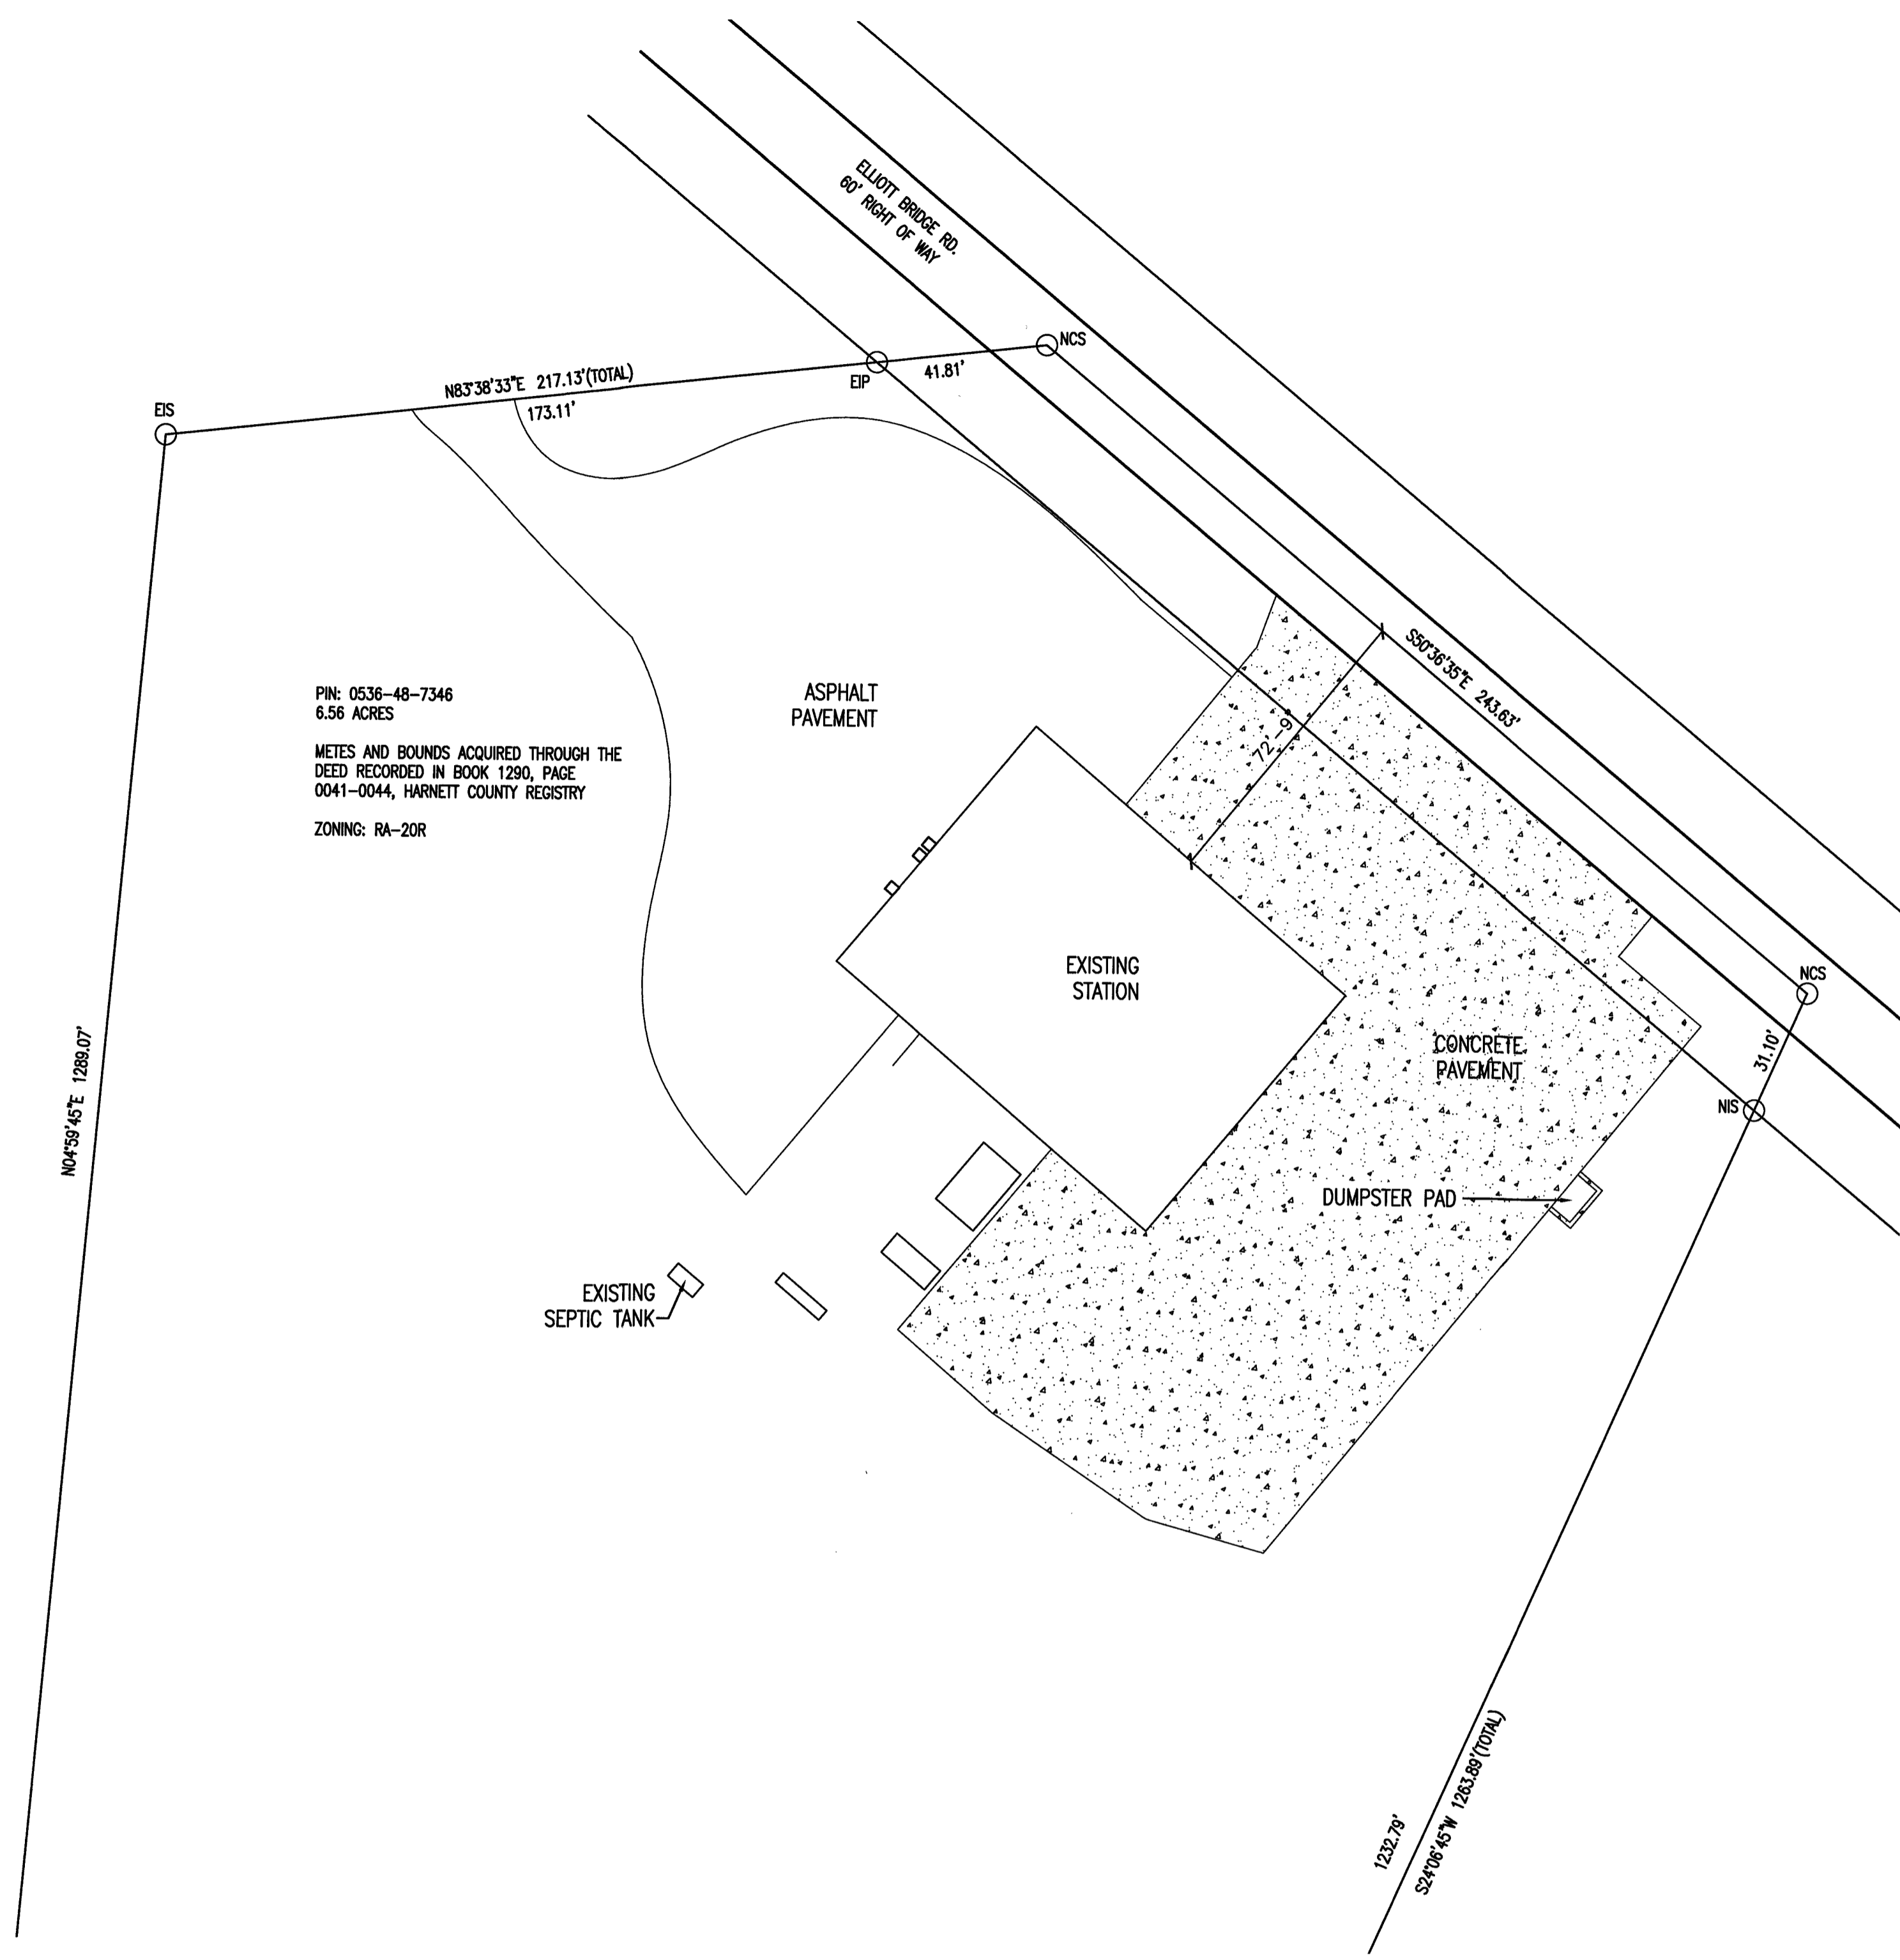 ELLIOTT BRIDGE RD.
60' RIGHT OF WAY
NCS
EIP
41.81'
N83°38'33"E 217.13'(TOTAL)
173.11'
EIS
S50°36'35"E 243.63'
72'-9"
PIN: 0536-48-7346
6.56 ACRES
METES AND BOUNDS ACQUIRED THROUGH THE
DEED RECORDED IN BOOK 1290, PAGE
0041-0044, HARNETT COUNTY REGISTRY
ZONING: RA-20R
ASPHALT
PAVEMENT
EXISTING
STATION
NCS
31.10'
CONCRETE
PAVEMENT
NIS
N04°59'45"E 1289.07'
DUMPSTER PAD
EXISTING
SEPTIC TANK
1232.79'
S24°06'45"W 1263.89'(TOTAL)